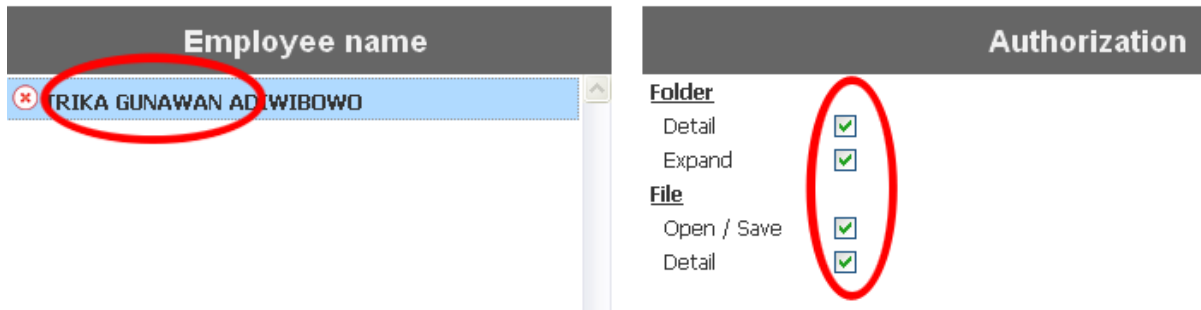 Employee name
TRIKA GUNAWAN ADIWIBOWO
Authorization
Folder
Detail
Expand
File
Open / Save
Detail